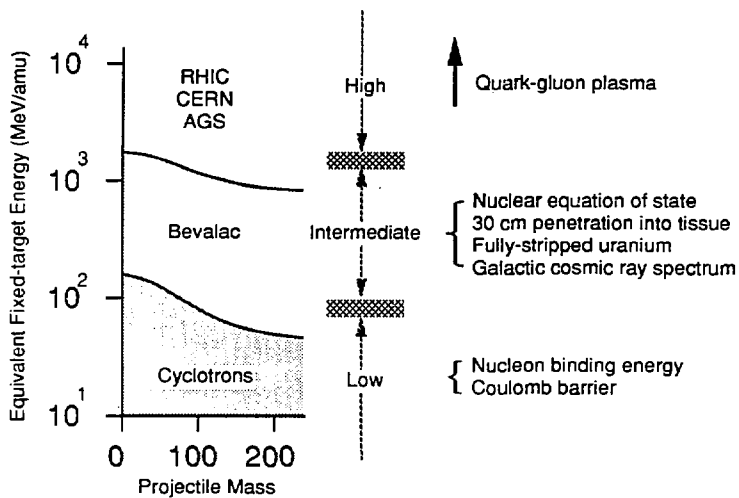 Equivalent Fixed-target Energy (MeV/amu)
10^4
10^3
10^2
10^1
RHIC
CERN
AGS
Bevalac
Cyclotrons
0 100 200
Projectile Mass
High
Intermediate
Low
Quark-gluon plasma
Nuclear equation of state
30 cm penetration into tissue
Fully-stripped uranium
Galactic cosmic ray spectrum
Nucleon binding energy
Coulomb barrier